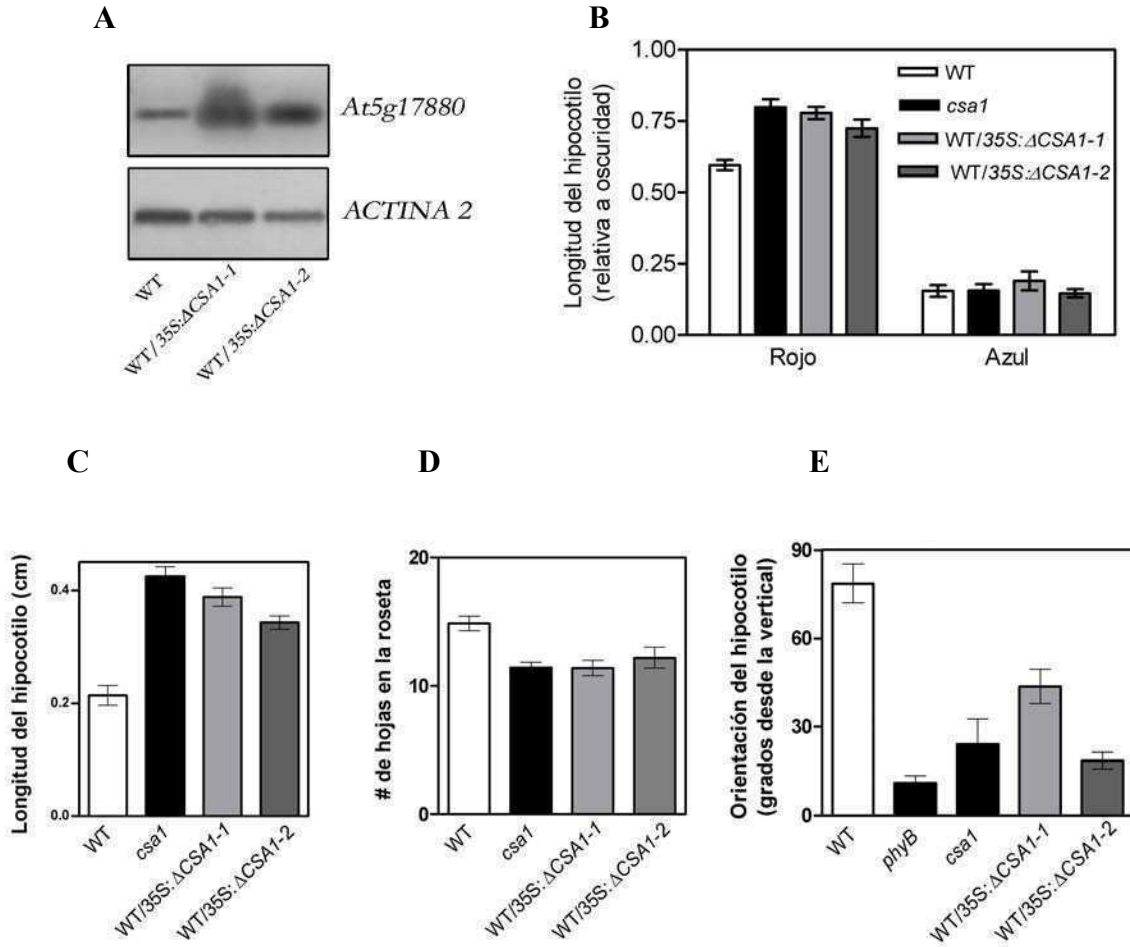 A
At5g17880
ACTINA 2
WT
WT/35S:ΔCSA1-1
WT/35S:ΔCSA1-2
B
Longitud del hipocotilo
(relativa a oscuridad)
1.00
0.75
0.50
0.25
0.00
WT
csa1
WT/35S:ΔCSA1-1
WT/35S:ΔCSA1-2
Rojo
Azul
C
Longitud del hipocotilo (cm)
0.4
0.2
0.0
WT
csa1
WT/35S:ΔCSA1-1
WT/35S:ΔCSA1-2
D
# de hojas en la roseta
20
10
0
WT
csa1
WT/35S:ΔCSA1-1
WT/35S:ΔCSA1-2
E
Orientación del hipocotilo
(grados desde la vertical)
90
60
30
0
WT
phyB
csa1
WT/35S:ΔCSA1-1
WT/35S:ΔCSA1-2